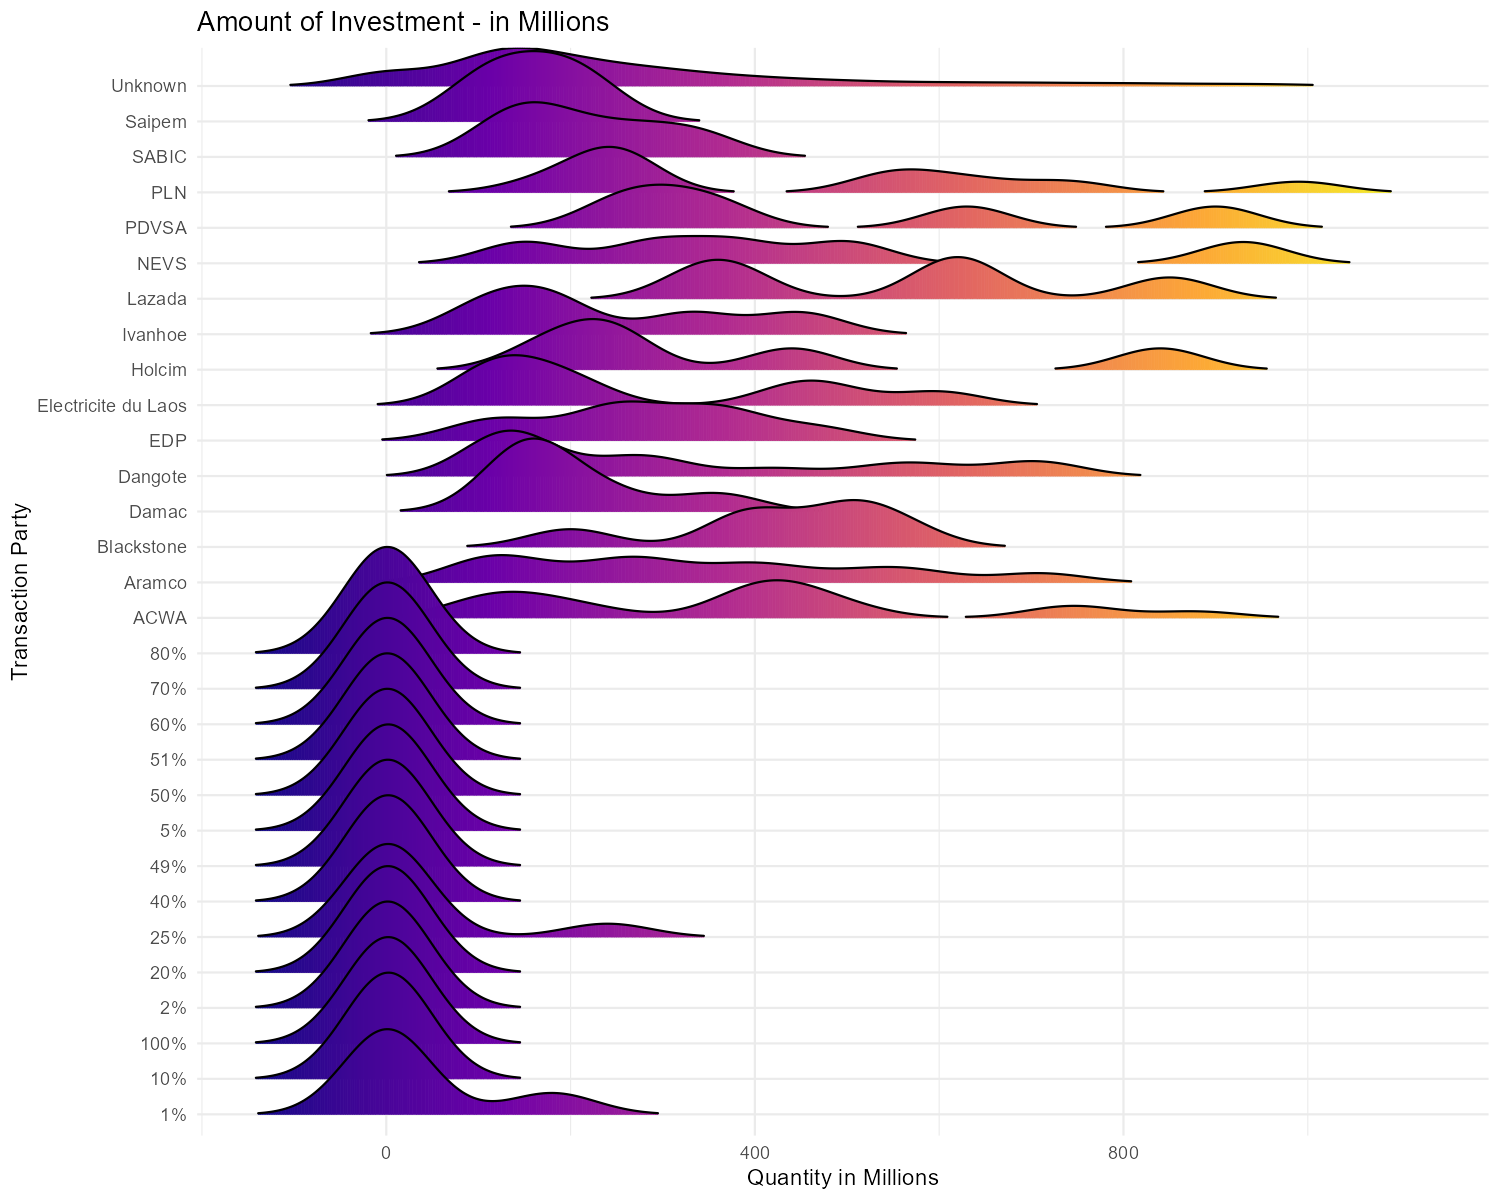 Amount of Investment - in Millions
Transaction Party
Unknown
Saipem
SABIC
PLN
PDVSA
NEVS
Lazada
Ivanhoe
Holcim
Electricite du Laos
EDP
Dangote
Damac
Blackstone
Aramco
ACWA
80%
70%
60%
51%
50%
5%
49%
40%
25%
20%
2%
100%
10%
1%
0 400 800
Quantity in Millions